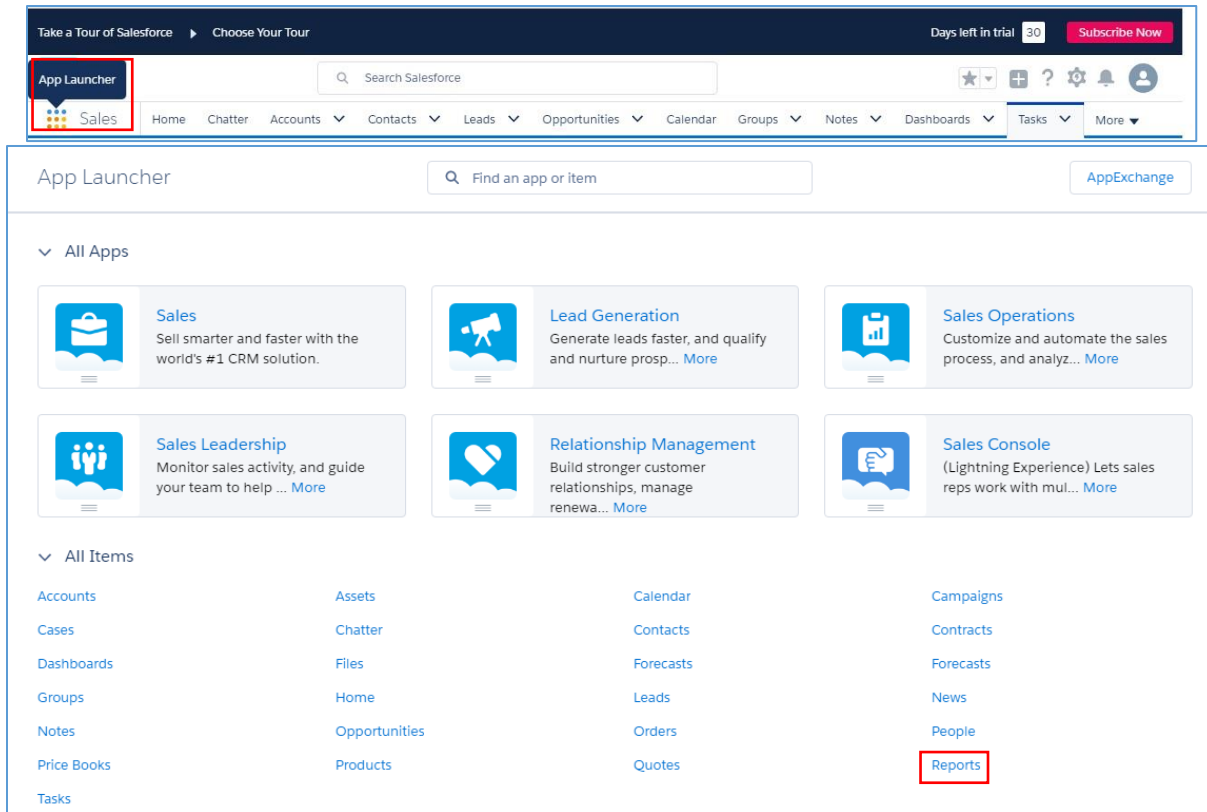 Take a Tour of Salesforce Choose Your Tour Days left in trial 30 Subscribe Now
App Launcher Search Salesforce
Sales Home Chatter Accounts Contacts Leads Opportunities Calendar Groups Notes Dashboards Tasks More
App Launcher Find an app or item AppExchange
All Apps
Sales
Sell smarter and faster with the
world's #1 CRM solution.
Lead Generation
Generate leads faster, and qualify
and nurture prosp... More
Sales Operations
Customize and automate the sales
process, and analyz... More
Sales Leadership
Monitor sales activity, and guide
your team to help ... More
Relationship Management
Build stronger customer
relationships, manage
renewa... More
Sales Console
(Lightning Experience) Lets sales
reps work with mul... More
All Items
Accounts Assets Calendar Campaigns
Cases Chatter Contacts Contracts
Dashboards Files Forecasts Forecasts
Groups Home Leads News
Notes Opportunities Orders People
Price Books Products Quotes Reports
Tasks